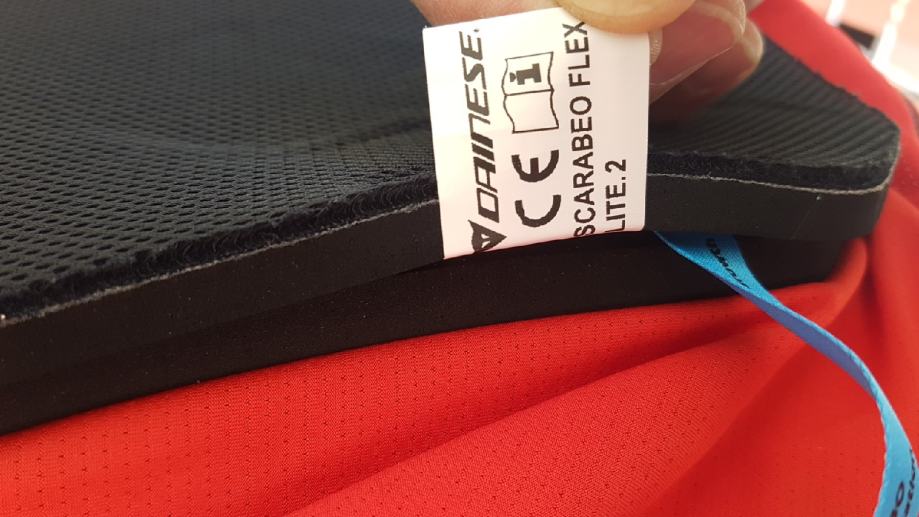 DAINESE
CE
SCARABEO FLEX
LITE. 2